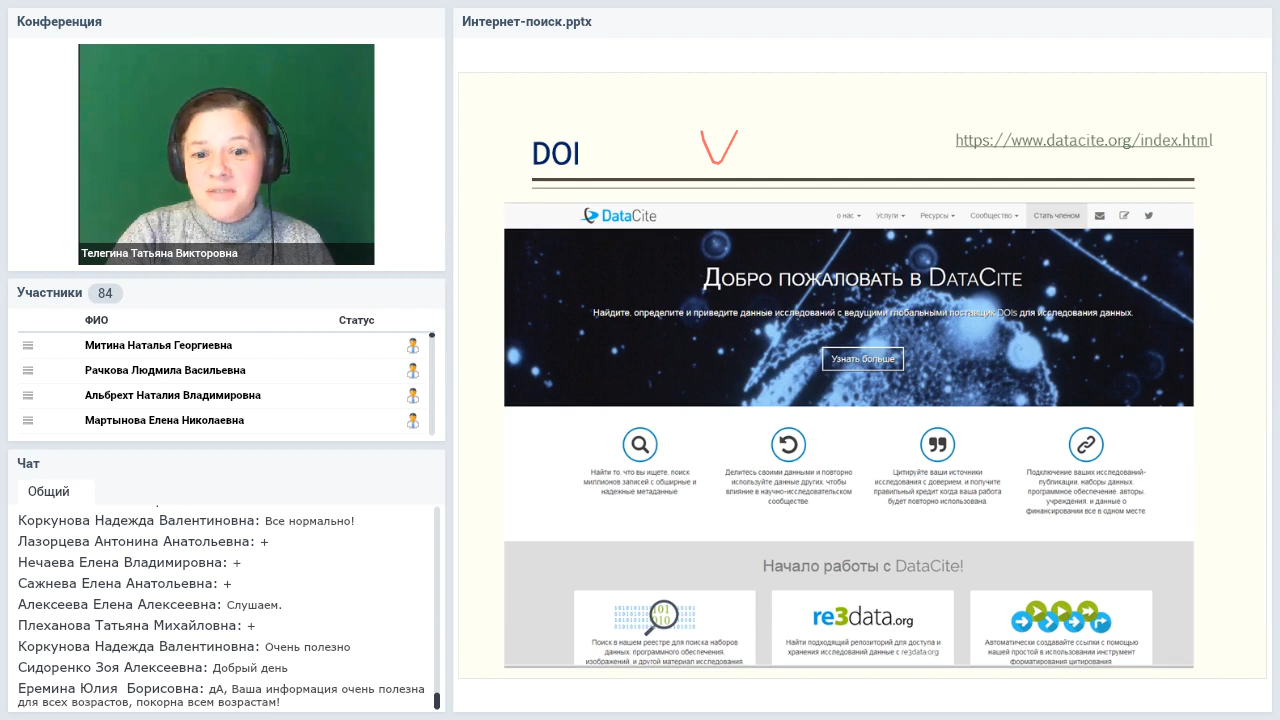 Конференция
Телегина Татьяна Викторовна
Участники 84
ФИО Статус
Митина Наталья Георгиевна
Рачкова Людмила Васильевна
Альбрехт Наталия Владимировна
Мартынова Елена Николаевна
Чат
Общий
Коркунова Надежда Валентиновна: Все нормально!
Лазорцева Антонина Анатольевна: +
Нечаева Елена Владимировна: +
Сажнева Елена Анатольевна: +
Алексеева Елена Алексеевна: Слушаем.
Плеханова Татьяна Михайловна: +
Коркунова Надежда Валентиновна: Очень полезно
Сидоренко Зоя Алексеевна: Добрый день
Еремина Юлия Борисовна: дА, Ваша информация очень полезна
для всех возрастов, покорна всем возрастам!
Интернет-поиск.pptx
DOI
https://www.datacite.org/index.html
DataCite
о нас Услуги Ресурсы Сообщество Стать членом
Добро пожаловать в DataCite
Найдите, определите и приведите данные исследований с ведущими глобальными поставщик DOIs для исследования данных.
Узнать больше
Найти то, что вы ищете, поиск
миллионов записей с обширные и
надежные метаданные
Делитесь своими данными и повторно
используйте данные других, чтобы
влияние в научно-исследовательском
сообществе.
Цитируйте ваши источники
исследования с доверием, и получите
правильный кредит когда ваша работа
будет повторно использована.
Подключение ваших исследований-
публикации, наборы данных,
программное обеспечение, авторы,
учреждения, и данные о
финансировании все в одном месте.
Начало работы с DataCite!
Поиск в нашем реестре для поиска наборов
данных, программного обеспечения,
изображений, и другой материал исследования.
re3data.org
Найти подходящий репозиторий для доступа и
хранения исследований данные с re3data.org
Автоматически создавайте ссылки с помощью
нашей простой в использовании инструмент
форматирования цитирования